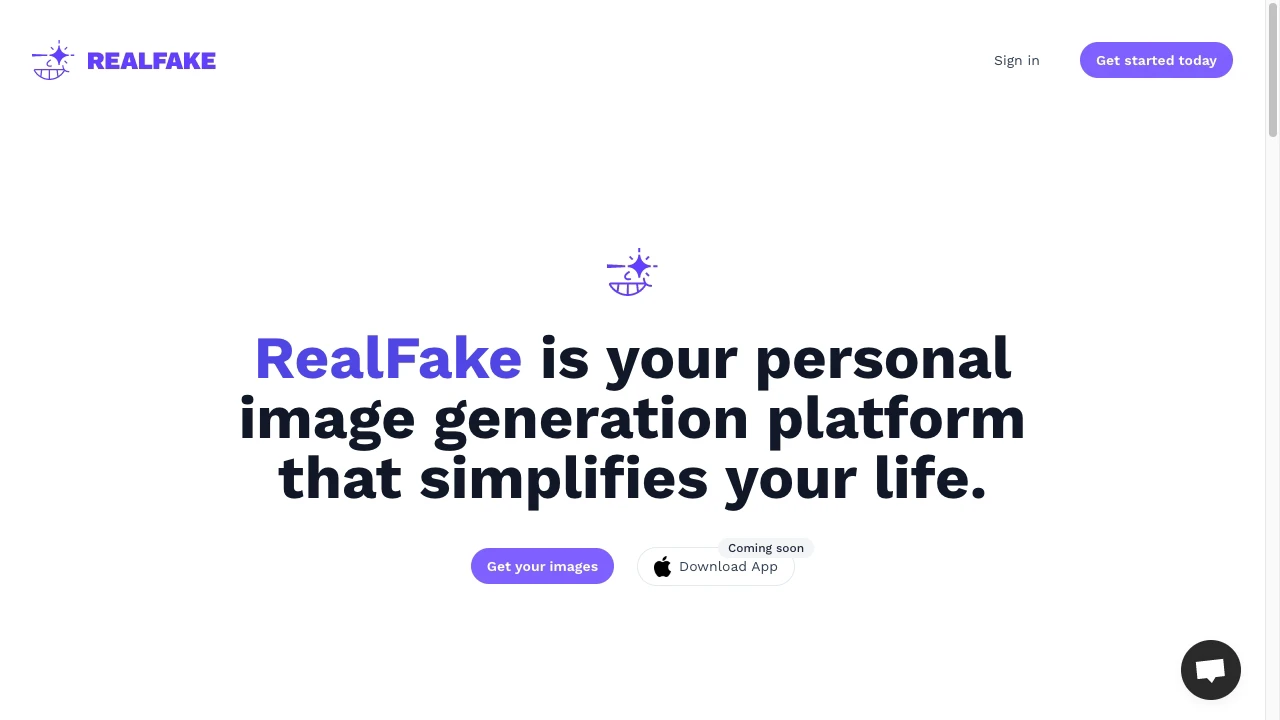 REALFAKE
Sign in
Get started today
RealFake is your personal
image generation platform
that simplifies your life.
Get your images
Coming soon
Download App